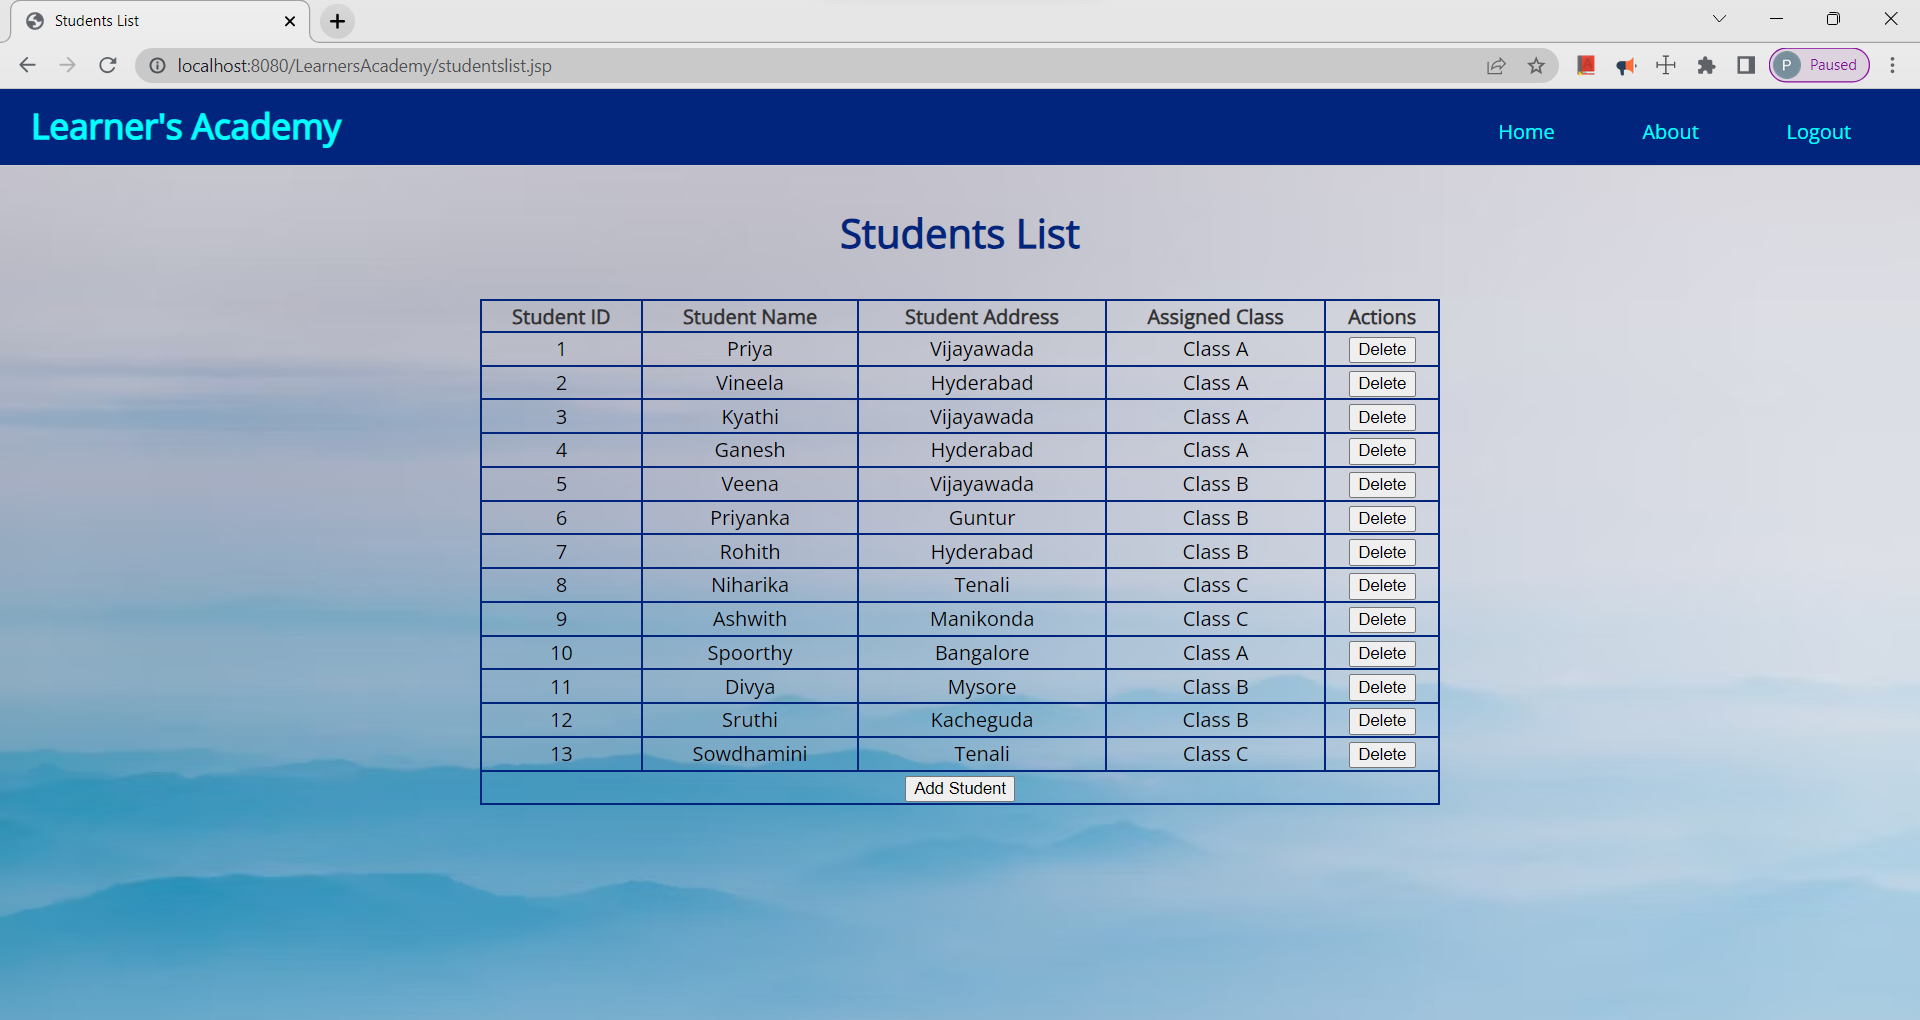 Students List
localhost:8080/LearnersAcademy/studentslist.jsp
P Paused
Learner's Academy Home About Logout
Students List
Student ID Student Name Student Address Assigned Class Actions
1 Priya Vijayawada Class A Delete
2 Vineela Hyderabad Class A Delete
3 Kyathi Vijayawada Class A Delete
4 Ganesh Hyderabad Class A Delete
5 Veena Vijayawada Class B Delete
6 Priyanka Guntur Class B Delete
7 Rohith Hyderabad Class B Delete
8 Niharika Tenali Class C Delete
9 Ashwith Manikonda Class C Delete
10 Spoorthy Bangalore Class A Delete
11 Divya Mysore Class B Delete
12 Sruthi Kacheguda Class B Delete
13 Sowdhamini Tenali Class C Delete
Add Student